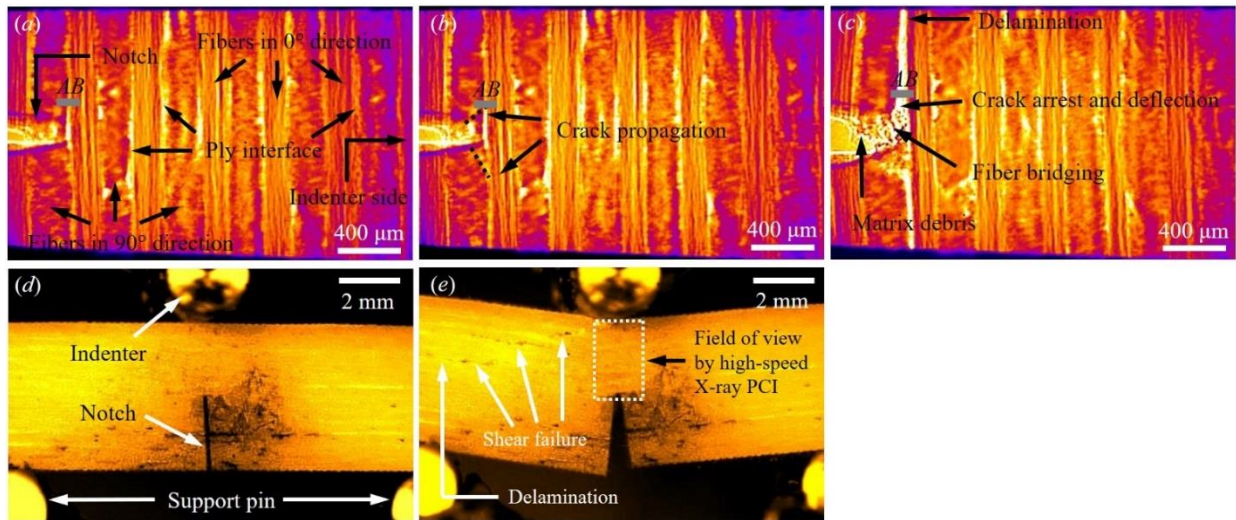 (a)
Notch
Fibers in 0° direction
AB
Ply interface
Indenter side
Fibers in 90° direction
400 μm
(b)
AB
Crack propagation
400 μm
(c)
Delamination
AB
Crack arrest and deflection
Fiber bridging
Matrix debris
400 μm
(d)
2 mm
Indenter
Notch
Support pin
(e)
2 mm
Field of view
by high-speed
X-ray PCI
Shear failure
Delamination